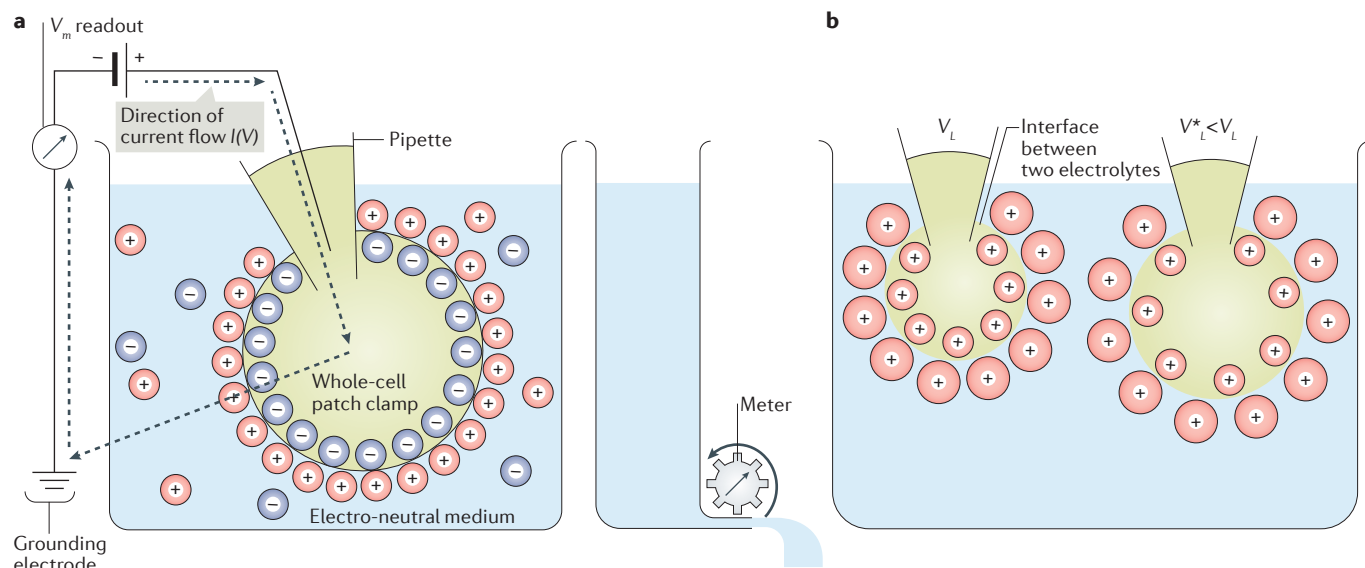 a
V_m readout
− +
Direction of
current flow I(V)
Pipette
Whole-cell
patch clamp
Electro-neutral medium
Grounding
electrode
Meter
b
V_L
Interface
between
two electrolytes
V*_L<V_L